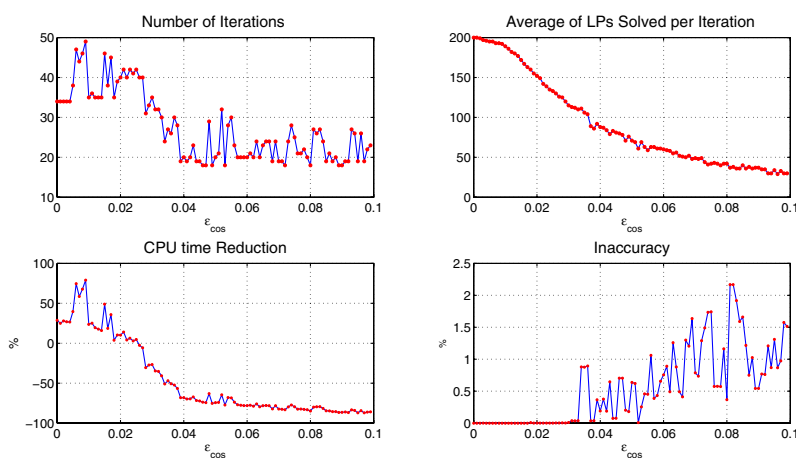 Number of Iterations
50
40
30
20
10
0 0.02 0.04 0.06 0.08 0.1
ε_cos
Average of LPs Solved per Iteration
200
150
100
50
0
0 0.02 0.04 0.06 0.08 0.1
ε_cos
CPU time Reduction
%
100
50
0
−50
−100
0 0.02 0.04 0.06 0.08 0.1
ε_cos
Inaccuracy
%
2.5
2
1.5
1
0.5
0
0 0.02 0.04 0.06 0.08 0.1
ε_cos